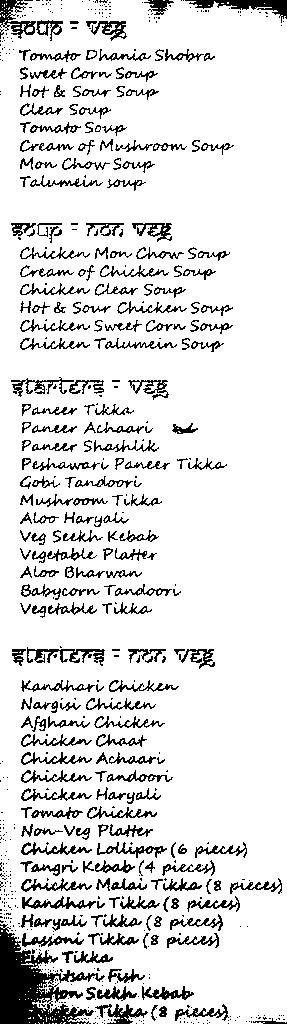 Soup - Veg
Tomato Dhania Shobra
Sweet Corn Soup
Hot & Sour Soup
Clear Soup
Tomato Soup
Cream of Mushroom Soup
Mon Chow Soup
Talumein soup
Soup - Non Veg
Chicken Mon Chow Soup
Cream of Chicken Soup
Chicken Clear Soup
Hot & Sour Chicken Soup
Chicken Sweet Corn Soup
Chicken Talumein Soup
Starters - Veg
Paneer Tikka
Paneer Achaari
Paneer Shashlik
Peshawari Paneer Tikka
Gobi Tandoori
Mushroom Tikka
Aloo Haryali
Veg Seekh Kebab
Vegetable Platter
Aloo Bharwan
Babycorn Tandoori
Vegetable Tikka
Starters - Non Veg
Kandhari Chicken
Nargisi Chicken
Afghani Chicken
Chicken Chaat
Chicken Achaari
Chicken Tandoori
Chicken Haryali
Tomato Chicken
Non-Veg Platter
Chicken Lollipop (6 pieces)
Tangri Kebab (4 pieces)
Chicken Malai Tikka (8 pieces)
Kandhari Tikka (8 pieces)
Haryali Tikka (8 pieces)
Lassoni Tikka (8 pieces)
Fish Tikka
Fish
Seekh Kebab
Tikka (8 pieces)